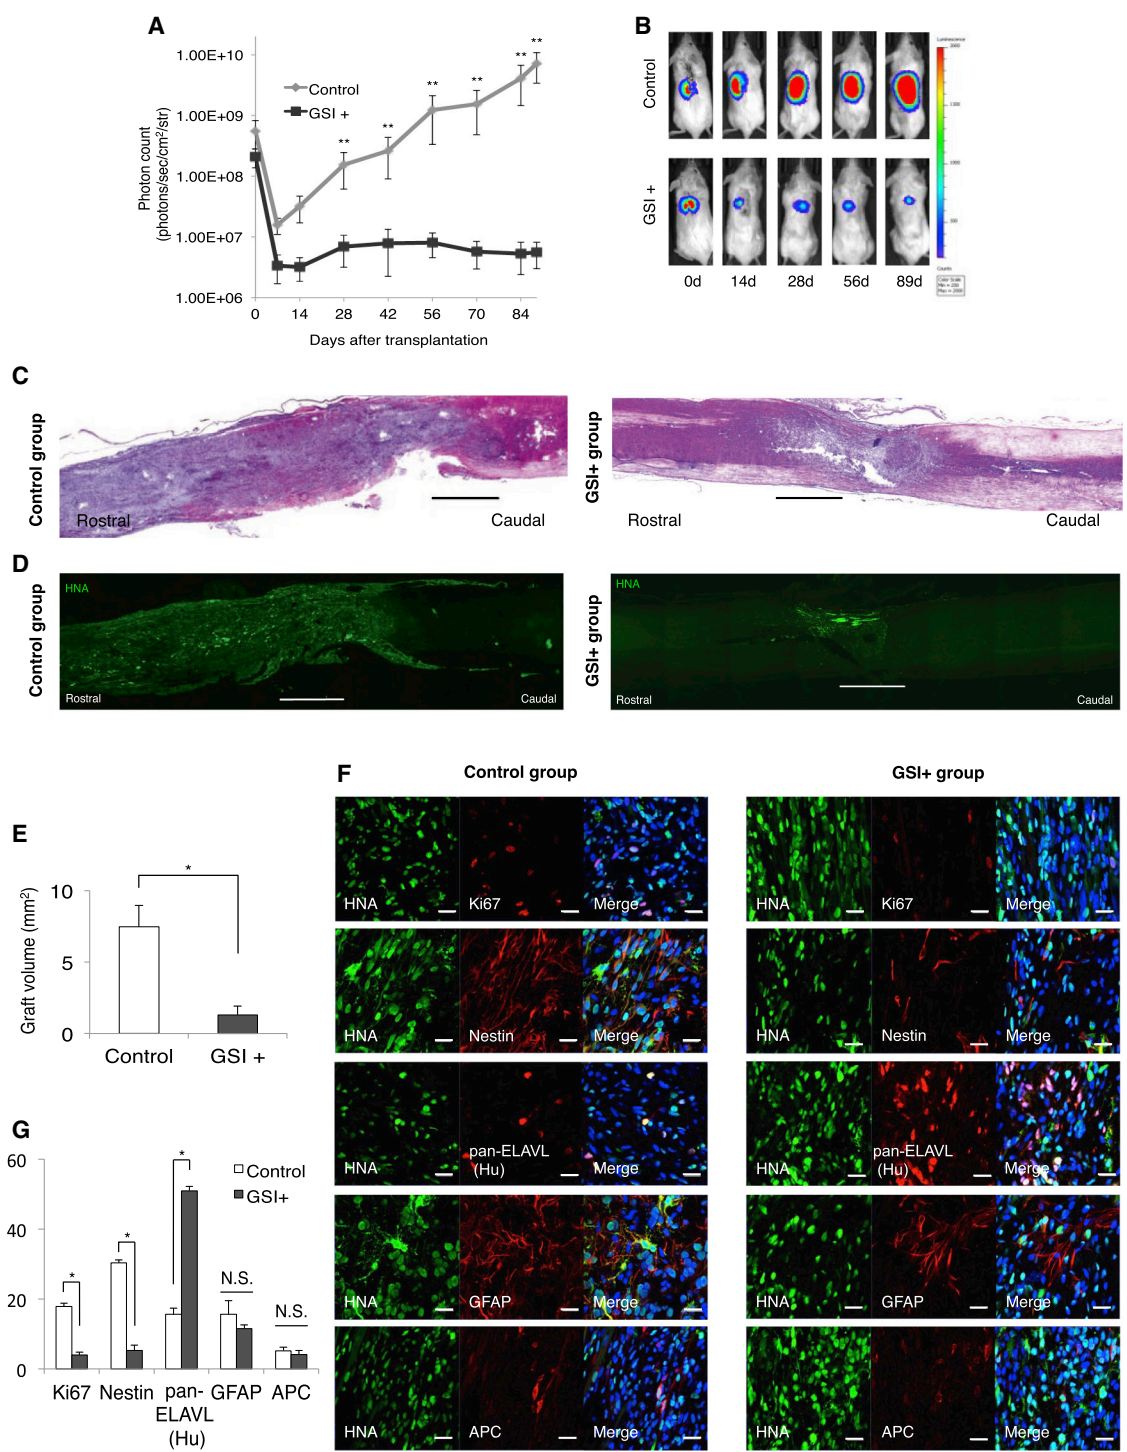 A
1.00E+10
1.00E+09
1.00E+08
1.00E+07
1.00E+06
Photon count
(photons/sec/cm²/str)
Control
GSI +
**
**
**
**
**
**
0
14
28
42
56
70
84
Days after transplantation
B
Control
GSI +
0d
14d
28d
56d
89d
Luminescence
Counts
Color Scale
C
Control group
Rostral
Caudal
GSI+ group
Rostral
Caudal
D
Control group
HNA
Rostral
Caudal
GSI+ group
HNA
Rostral
Caudal
E
Graft volume (mm²)
10
5
0
*
Control
GSI +
F
Control group
GSI+ group
HNA
Ki67
Merge
HNA
Ki67
Merge
HNA
Nestin
Merge
HNA
Nestin
Merge
HNA
pan-ELAVL
(Hu)
Merge
HNA
pan-ELAVL
(Hu)
Merge
HNA
GFAP
Merge
HNA
GFAP
Merge
HNA
APC
Merge
HNA
APC
Merge
G
60
40
20
0
Control
GSI+
*
*
*
N.S.
N.S.
Ki67
Nestin
pan-
ELAVL
(Hu)
GFAP
APC